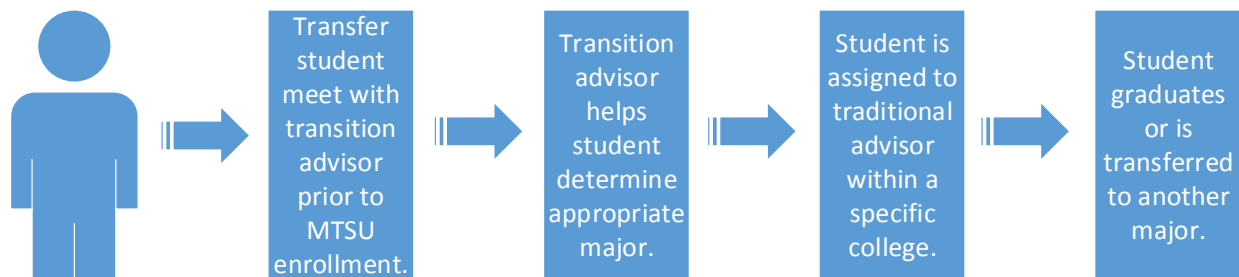 Transfer
student
meet with
transition
advisor
prior to
MTSU
enrollment.
Transition
advisor
helps
student
determine
appropriate
major.
Student is
assigned to
traditional
advisor
within a
specific
college.
Student
graduates
or is
transferred
to another
major.